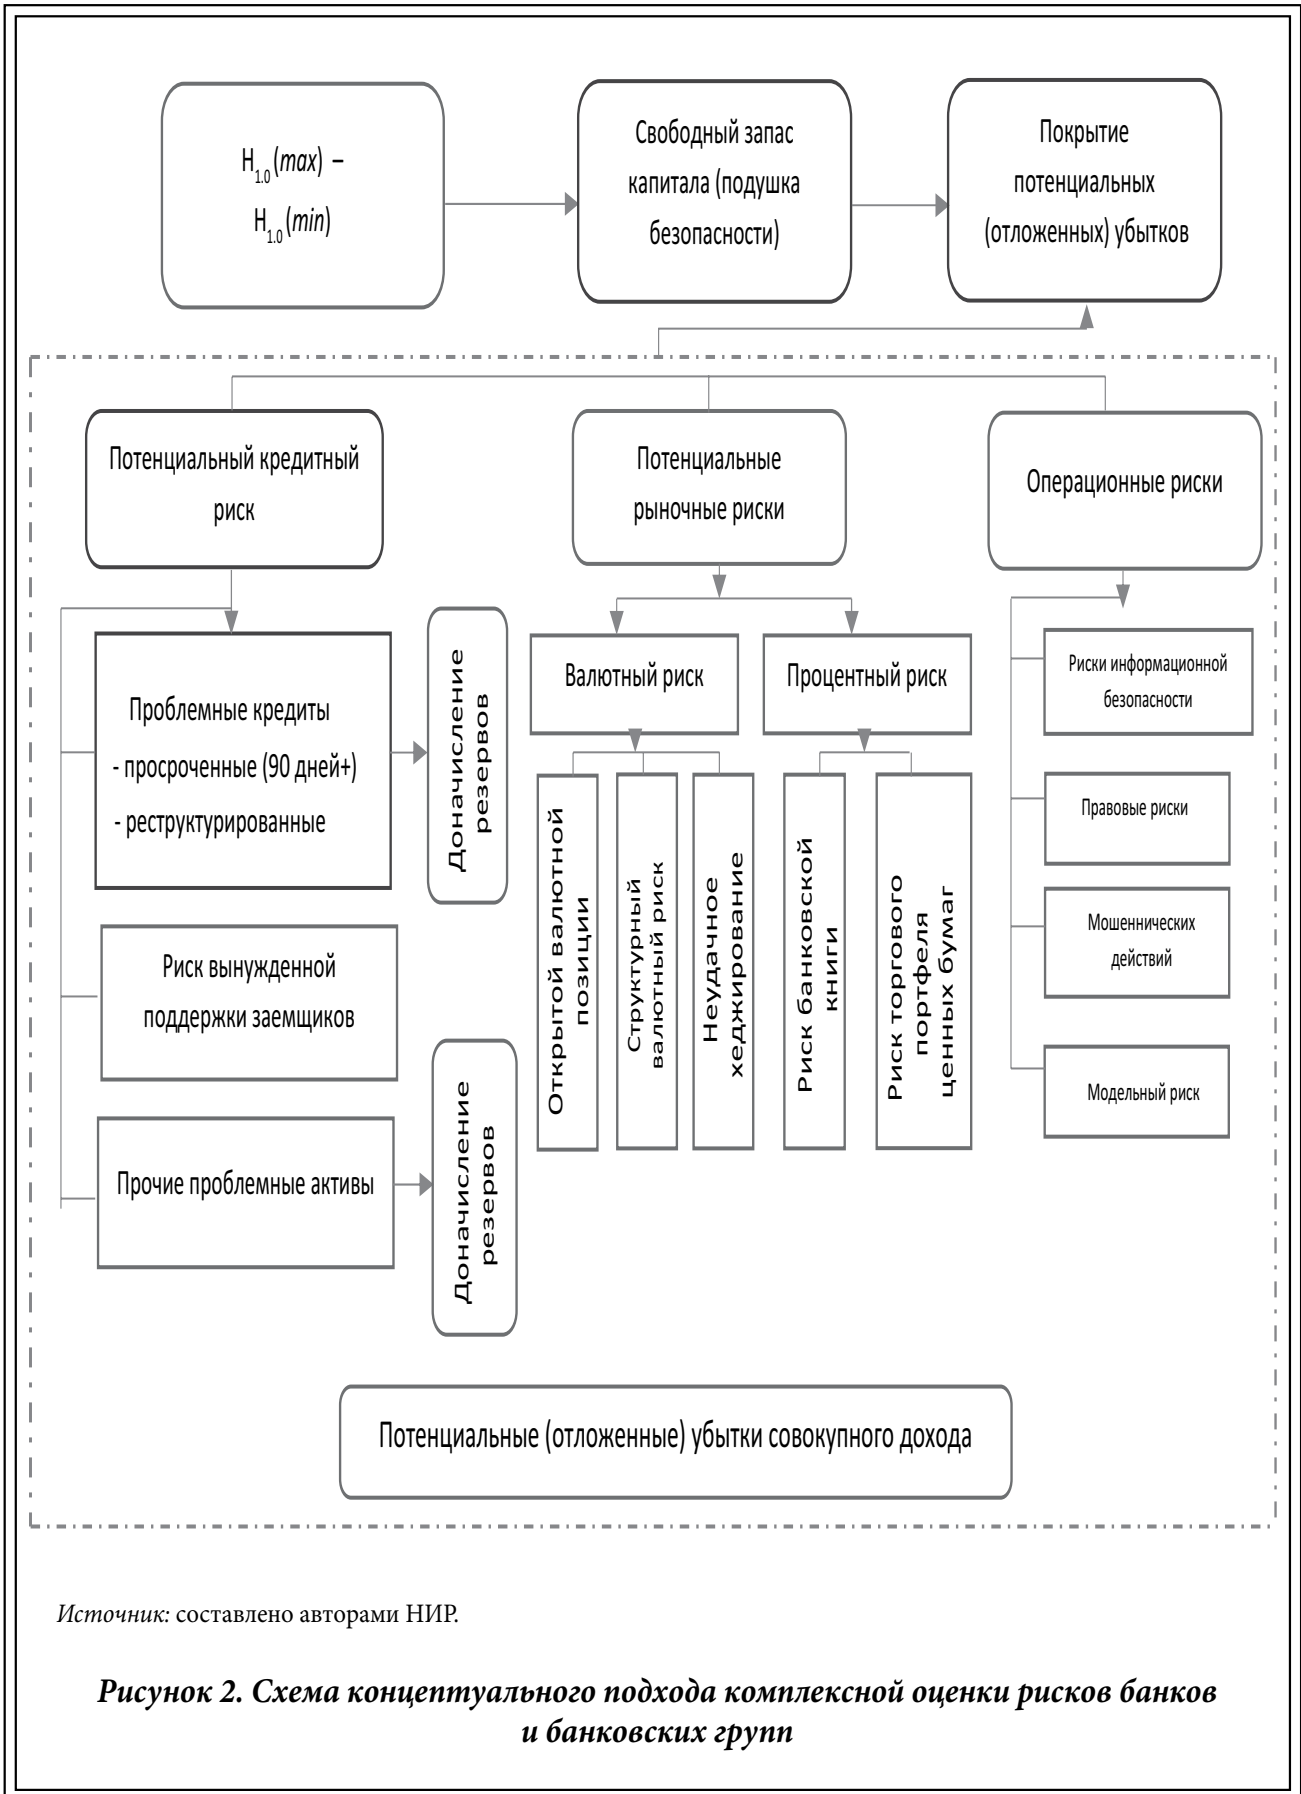 H1.0 (max) –
H1.0 (min)
Свободный запас
капитала (подушка
безопасности)
Покрытие
потенциальных
(отложенных) убытков
Потенциальный кредитный
риск
Потенциальные
рыночные риски
Операционные риски
Проблемные кредиты
- просроченные (90 дней+)
- реструктурированные
Доначисление
резервов
Риск вынужденной
поддержки заемщиков
Прочие проблемные активы
Доначисление
резервов
Валютный риск
Процентный риск
Открытой валютной
позиции
Структурный
валютный риск
Неудачное
хеджирование
Риск банковской
книги
Риск торгового
портфеля
ценных бумаг
Риски информационной
безопасности
Правовые риски
Мошеннических
действий
Модельный риск
Потенциальные (отложенные) убытки совокупного дохода
Источник: составлено авторами НИР.
Рисунок 2. Схема концептуального подхода комплексной оценки рисков банков
и банковских групп